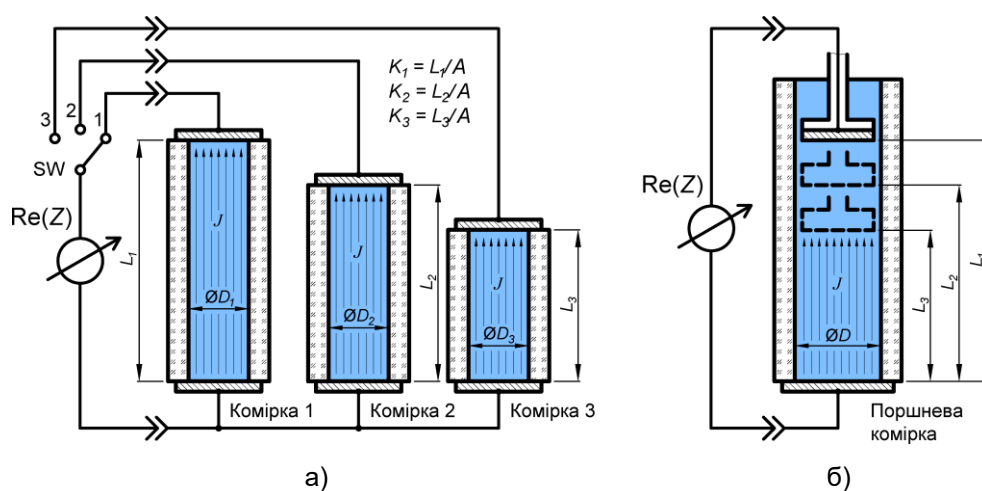 K₁ = L₁/A
K₂ = L₂/A
K₃ = L₃/A
3
2
1
SW
Re(Z)
L₁
J
ØD₁
Комірка 1
L₂
J
ØD₂
Комірка 2
L₃
J
ØD₃
Комірка 3
а)
Re(Z)
J
ØD
L₃
L₂
L₁
Поршнева
комірка
б)